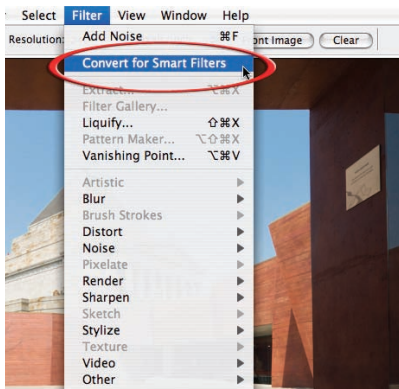 Select Filter View Window Help
Resolution: ont Image Clear
Add Noise ⌘F
Convert for Smart Filters
Extract... ⌥⌘X
Filter Gallery...
Liquify... ⇧⌘X
Pattern Maker... ⌥⇧⌘X
Vanishing Point... ⌥⌘V
Artistic
Blur
Brush Strokes
Distort
Noise
Pixelate
Render
Sharpen
Sketch
Stylize
Texture
Video
Other